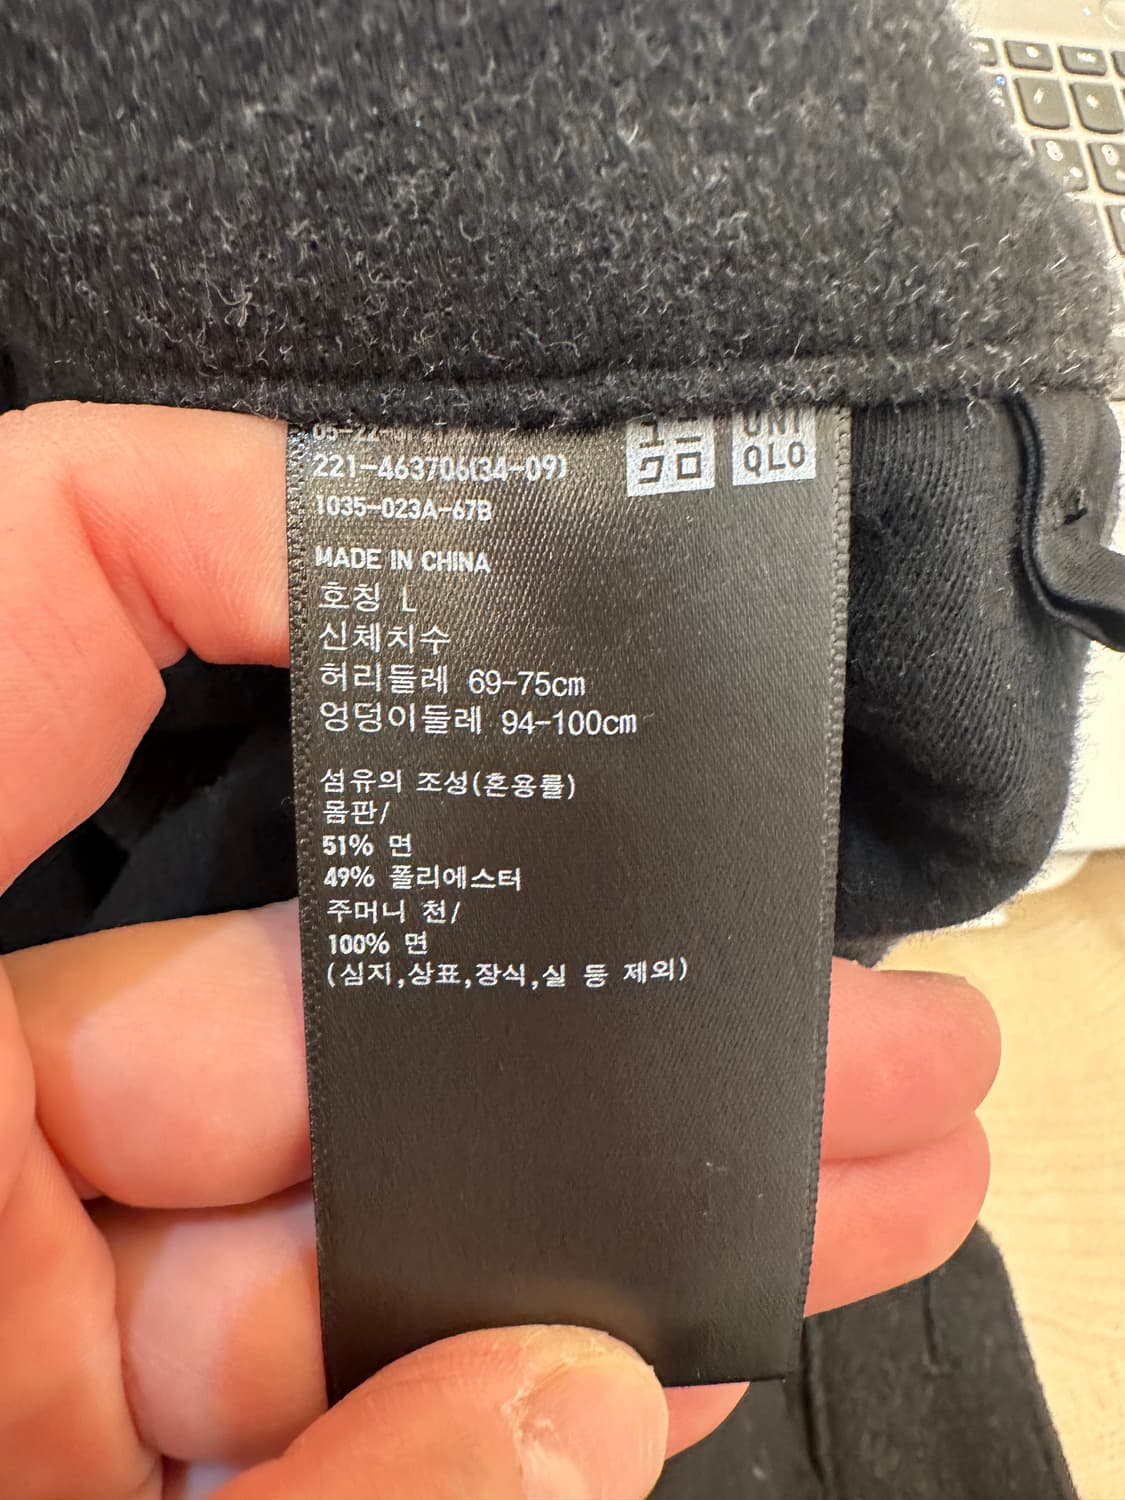 221-463706(34-09)
1035-023A-67B
UNI
QLO
MADE IN CHINA
호칭 L
신체치수
허리둘레 69-75cm
엉덩이둘레 94-100cm
섬유의 조성(혼용률)
몸판/
51% 면
49% 폴리에스터
주머니 천/
100% 면
(심지,상표,장식,실 등 제외)